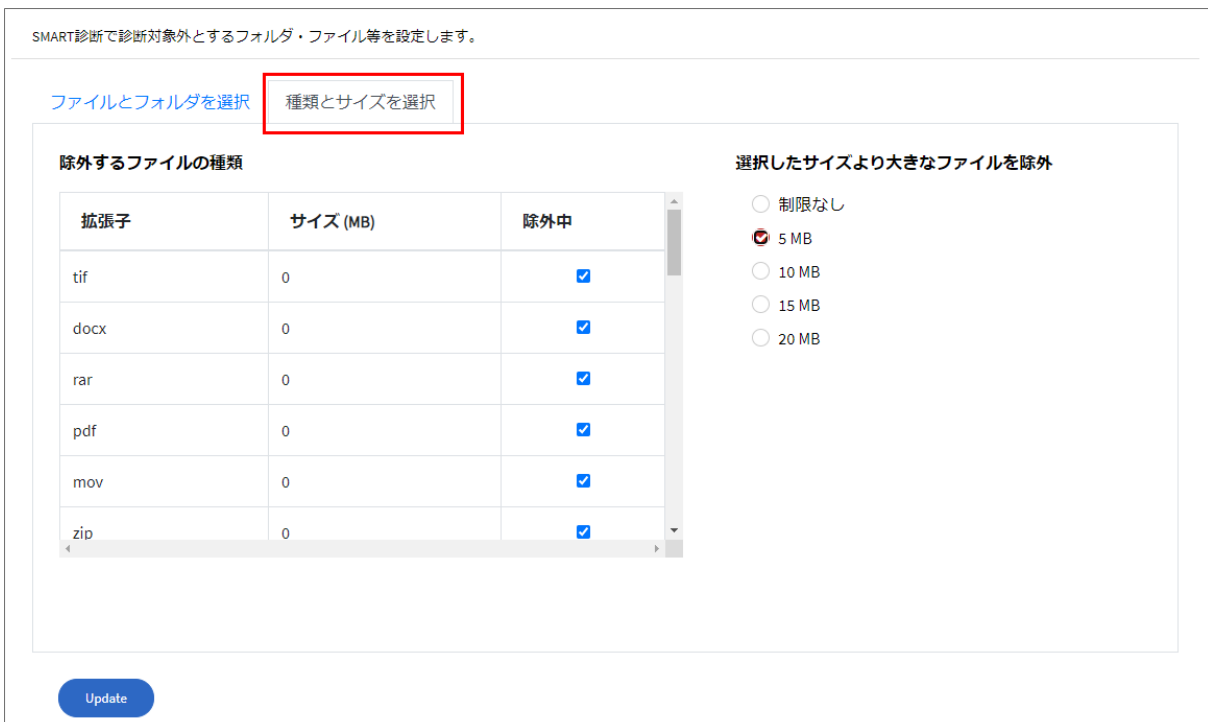 SMART診断で診断対象外とするフォルダ・ファイル等を設定します。
ファイルとフォルダを選択 種類とサイズを選択
除外するファイルの種類
拡張子 サイズ (MB) 除外中
tif 0
docx 0
rar 0
pdf 0
mov 0
zip 0
選択したサイズより大きなファイルを除外
制限なし
5 MB
10 MB
15 MB
20 MB
Update